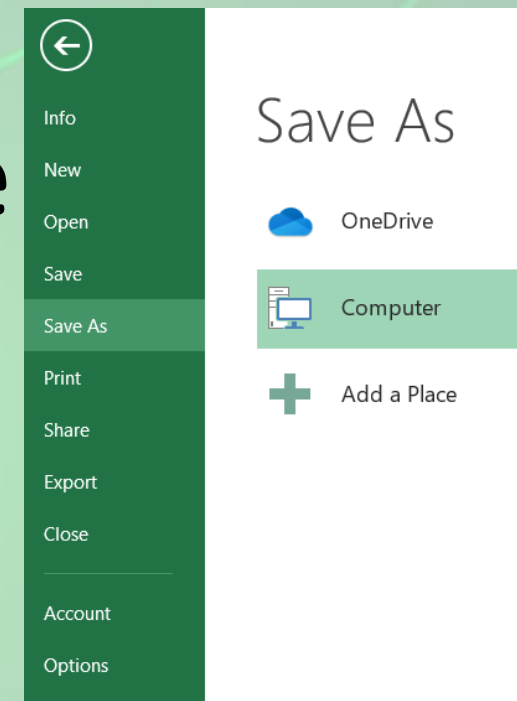 Info
New
Open
Save
Save As
Print
Share
Export
Close
Account
Options
Save As
OneDrive
Computer
Add a Place